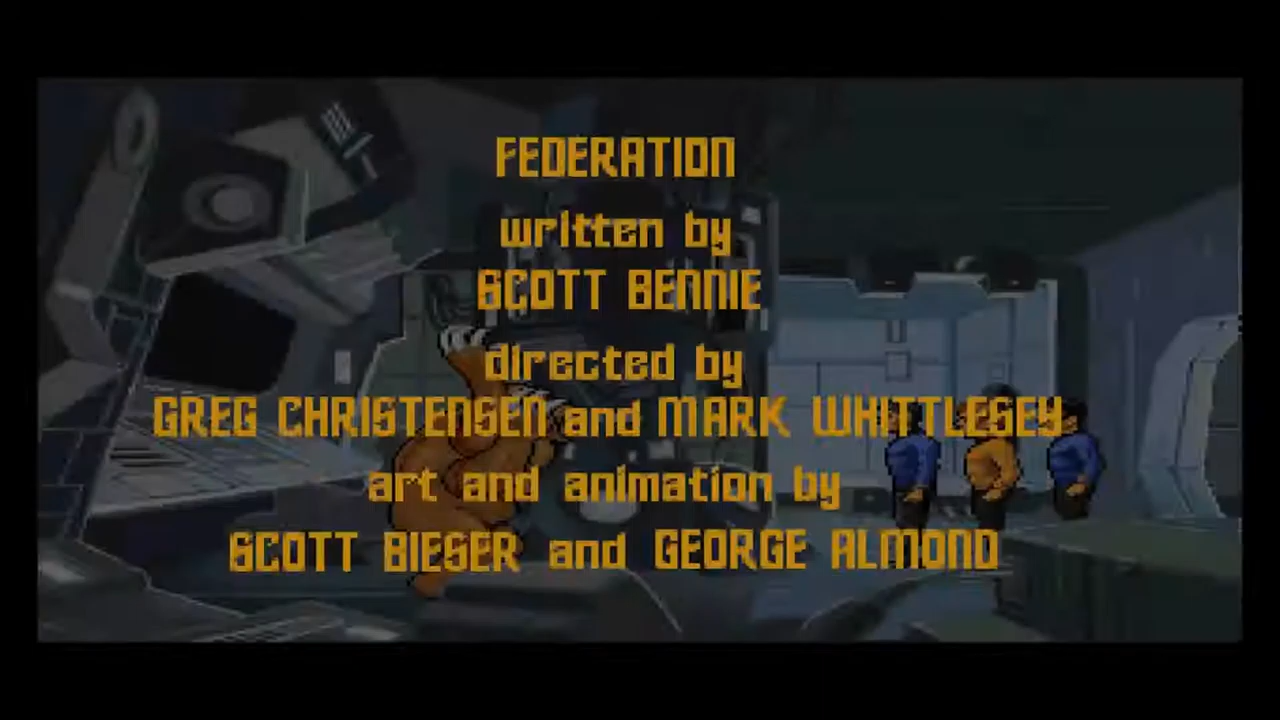 FEDERATION
written by
SCOTT BENNIE
directed by
GREG CHRISTENSEN and MARK WHITTLESEY
art and animation by
SCOTT BIESER and GEORGE ALMOND